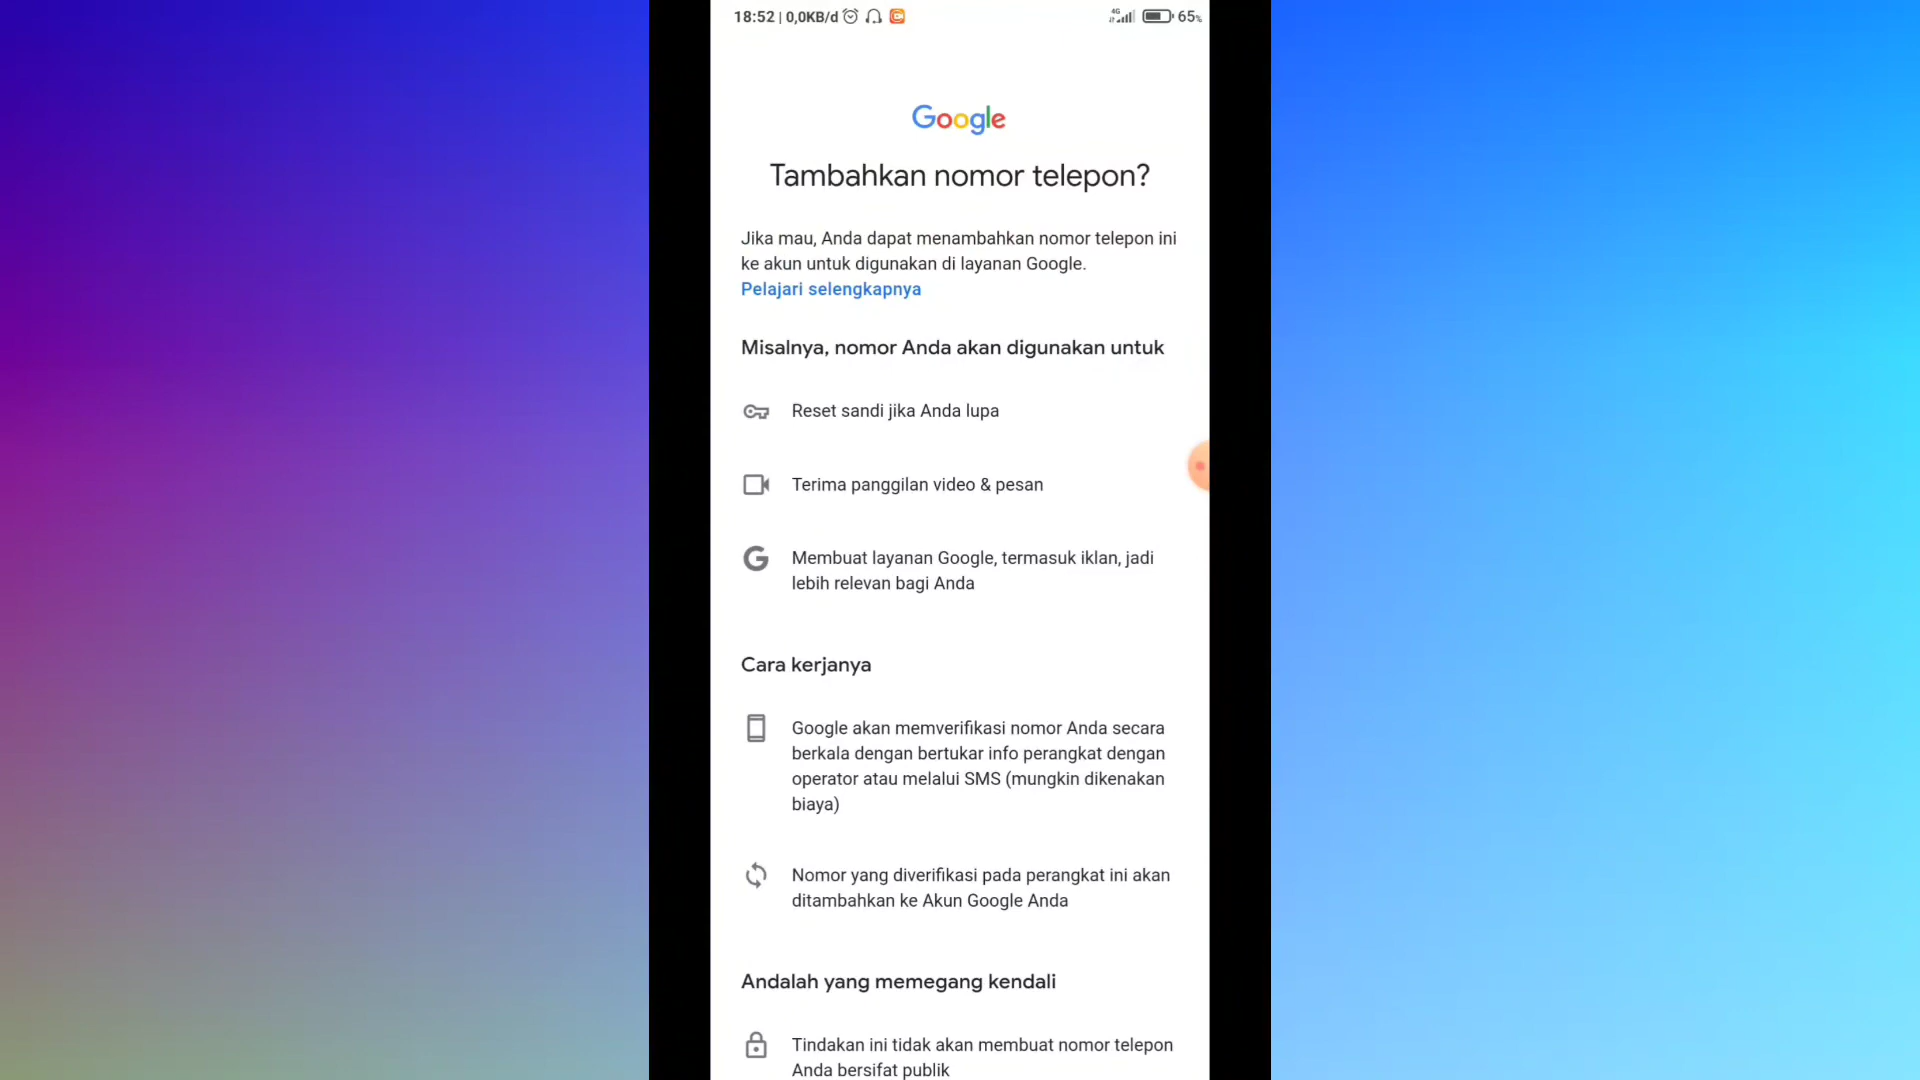 18:52 | 0,0KB/d
4G
65%
Google
Tambahkan nomor telepon?
Jika mau, Anda dapat menambahkan nomor telepon ini
ke akun untuk digunakan di layanan Google.
Pelajari selengkapnya
Misalnya, nomor Anda akan digunakan untuk
Reset sandi jika Anda lupa
Terima panggilan video & pesan
Membuat layanan Google, termasuk iklan, jadi
lebih relevan bagi Anda
Cara kerjanya
Google akan memverifikasi nomor Anda secara
berkala dengan bertukar info perangkat dengan
operator atau melalui SMS (mungkin dikenakan
biaya)
Nomor yang diverifikasi pada perangkat ini akan
ditambahkan ke Akun Google Anda
Andalah yang memegang kendali
Tindakan ini tidak akan membuat nomor telepon
Anda bersifat publik